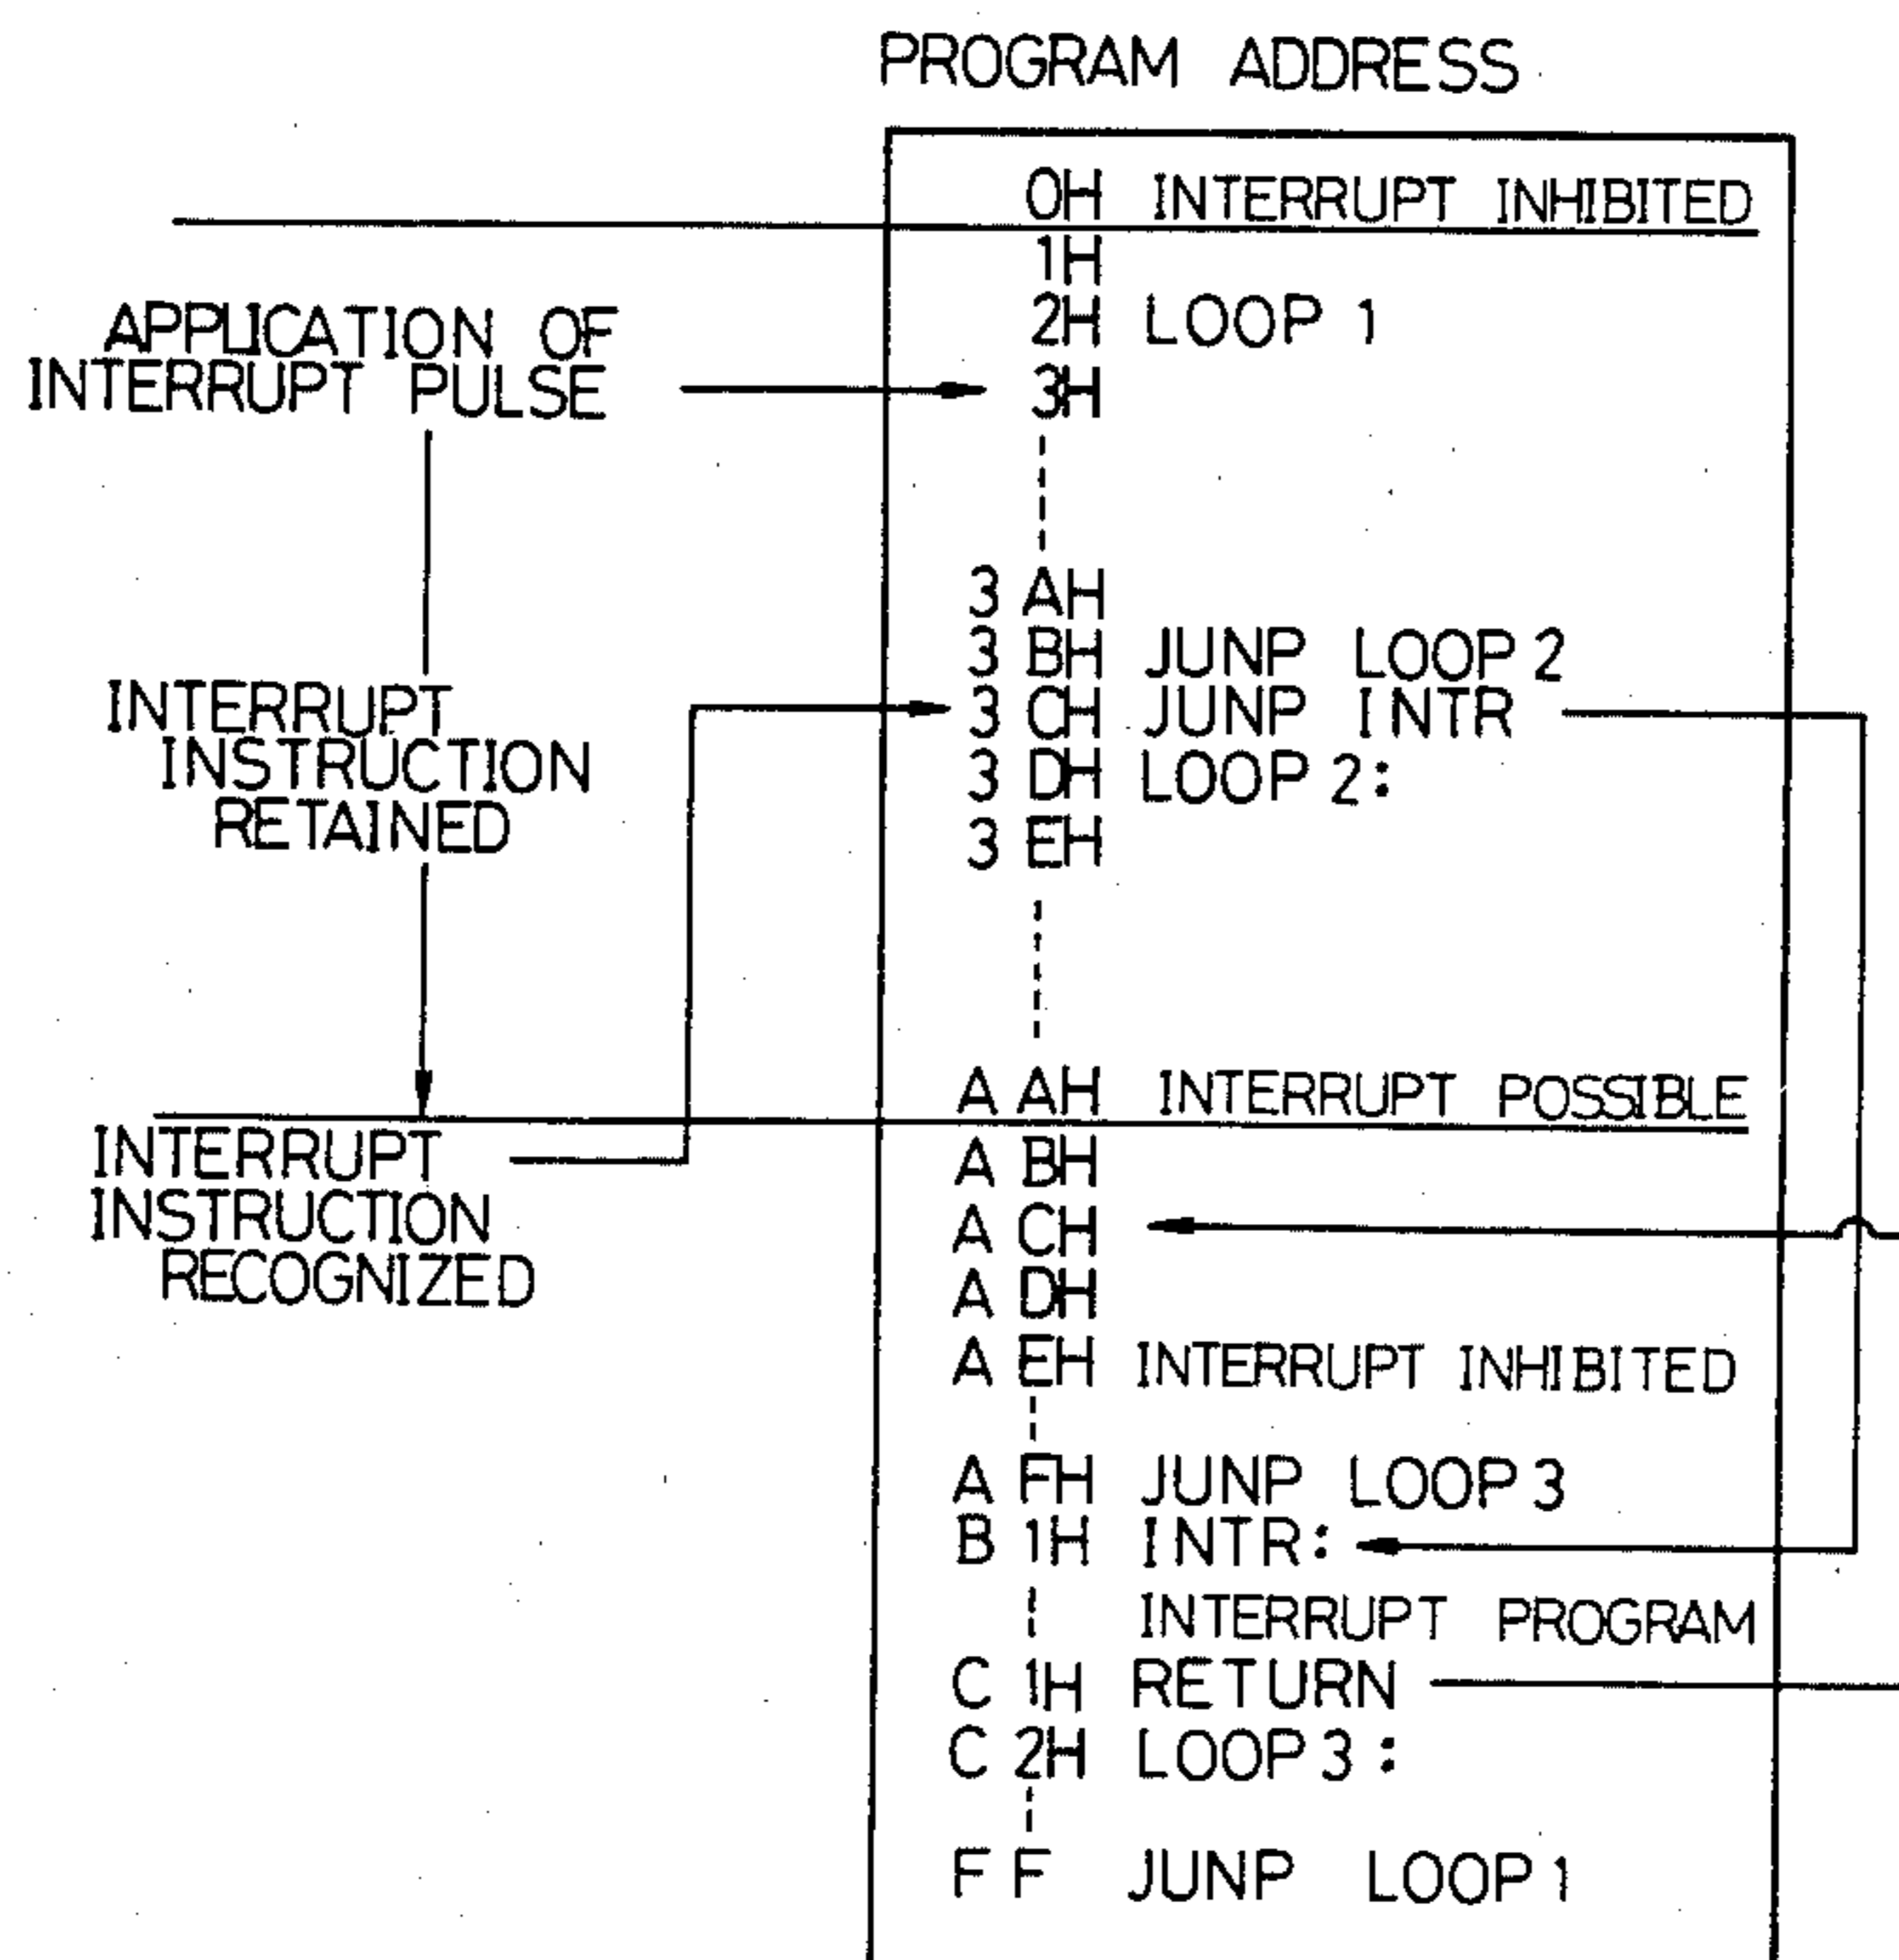 PROGRAM ADDRESS
0H INTERRUPT INHIBITED
1H
2H LOOP 1
3H
APPLICATION OF
INTERRUPT PULSE
3 AH
3 BH JUNP LOOP 2
3 CH JUNP INTR
3 DH LOOP 2:
3 EH
INTERRUPT
INSTRUCTION
RETAINED
A AH INTERRUPT POSSIBLE
A BH
A CH
A DH
A EH INTERRUPT INHIBITED
INTERRUPT
INSTRUCTION
RECOGNIZED
A FH JUNP LOOP 3
B 1H INTR:
INTERRUPT PROGRAM
C 1H RETURN
C 2H LOOP 3:
F F JUNP LOOP 1